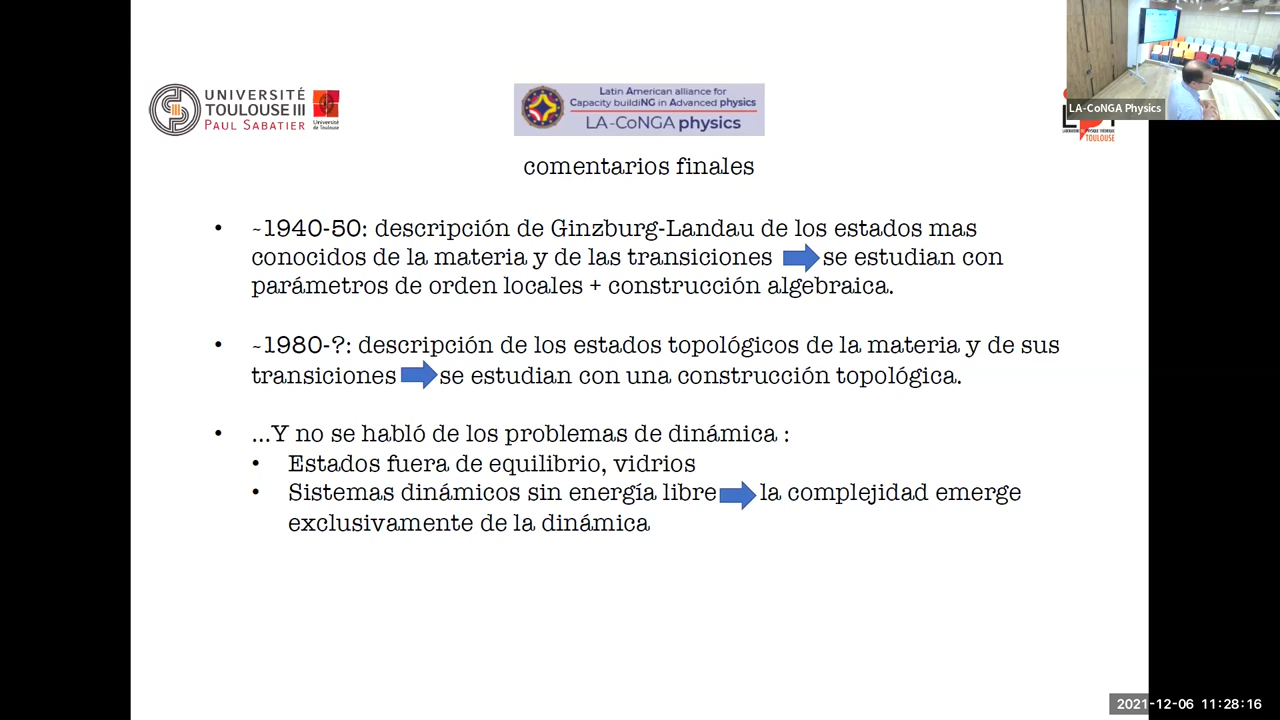 UNIVERSITÉ
TOULOUSE III
PAUL SABATIER
Université
de Toulouse
Latin American alliance for
Capacity buildiNG in Advanced physics
LA-CoNGA physics
LA-CoNGA Physics
TOULOUSE
comentarios finales
• ~1940-50: descripción de Ginzburg-Landau de los estados mas
conocidos de la materia y de las transiciones se estudian con
parámetros de orden locales + construcción algebraica.
• ~1980-?: descripción de los estados topológicos de la materia y de sus
transiciones se estudian con una construcción topológica.
• ...Y no se habló de los problemas de dinámica :
• Estados fuera de equilibrio, vidrios
• Sistemas dinámicos sin energía libre la complejidad emerge
exclusivamente de la dinámica
2021-12-06 11:28:16